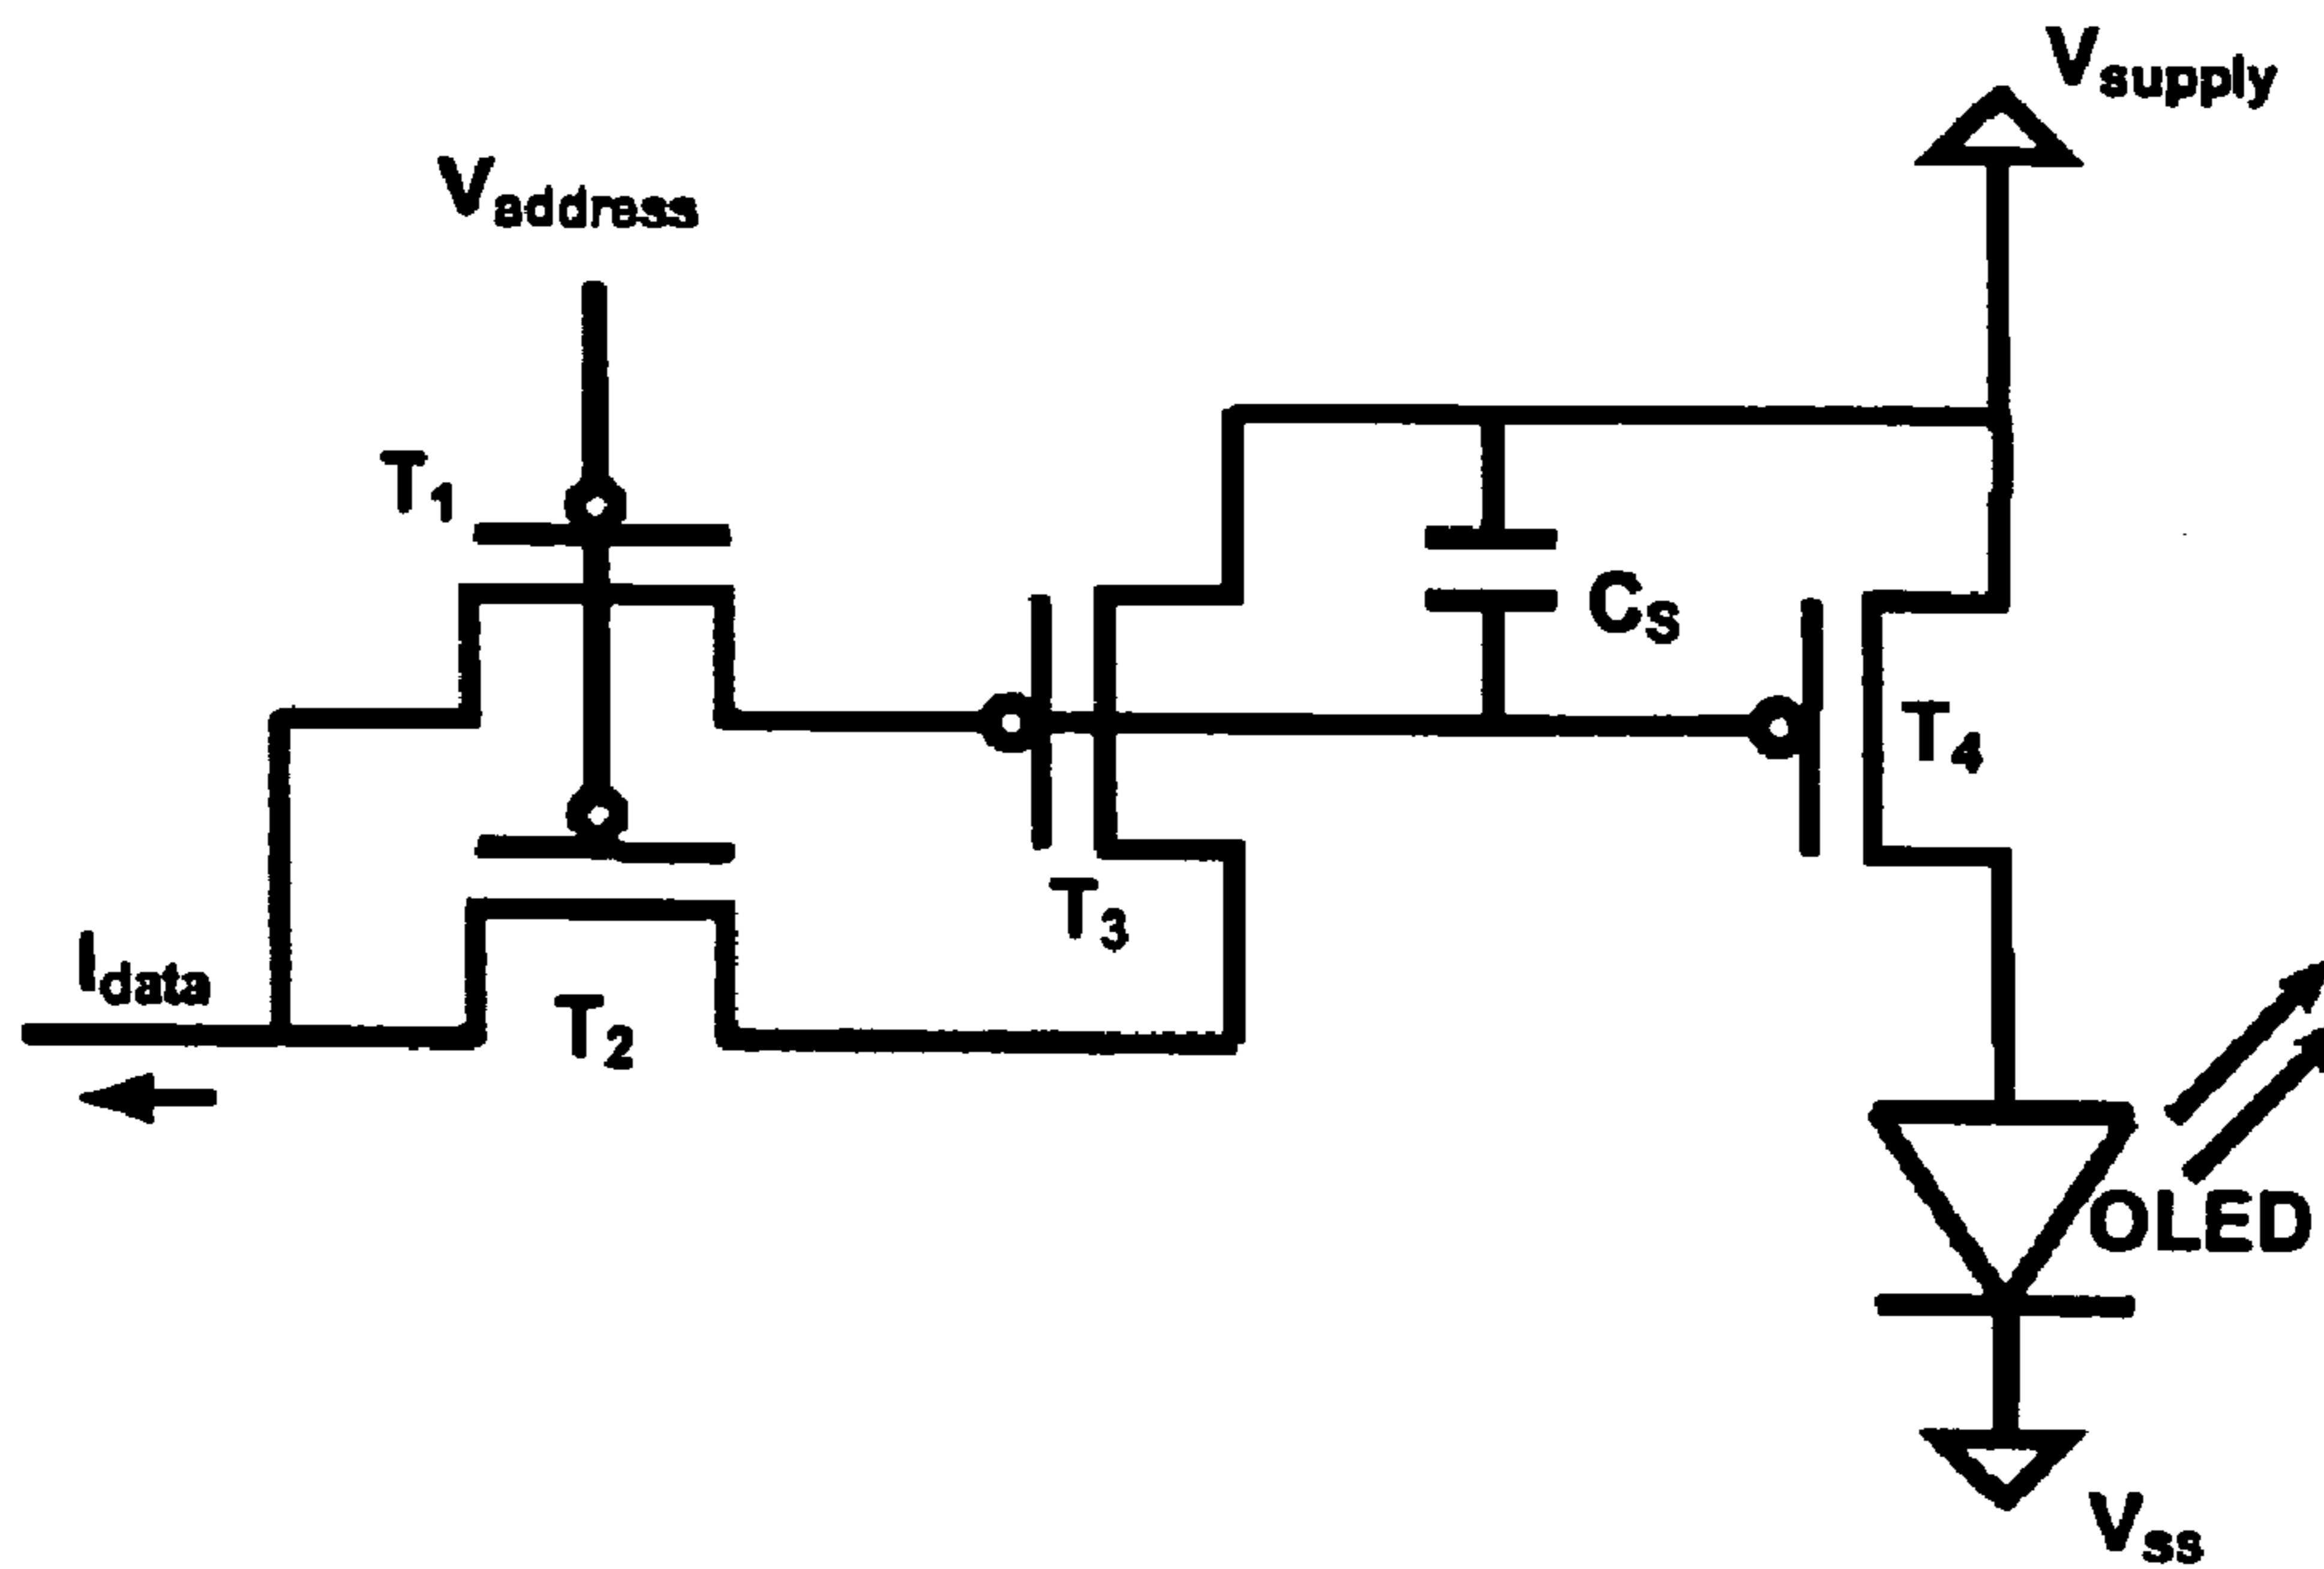 Vsupply
Vaddress
T1
Cs
T4
T3
Idata
T2
OLED
Vss